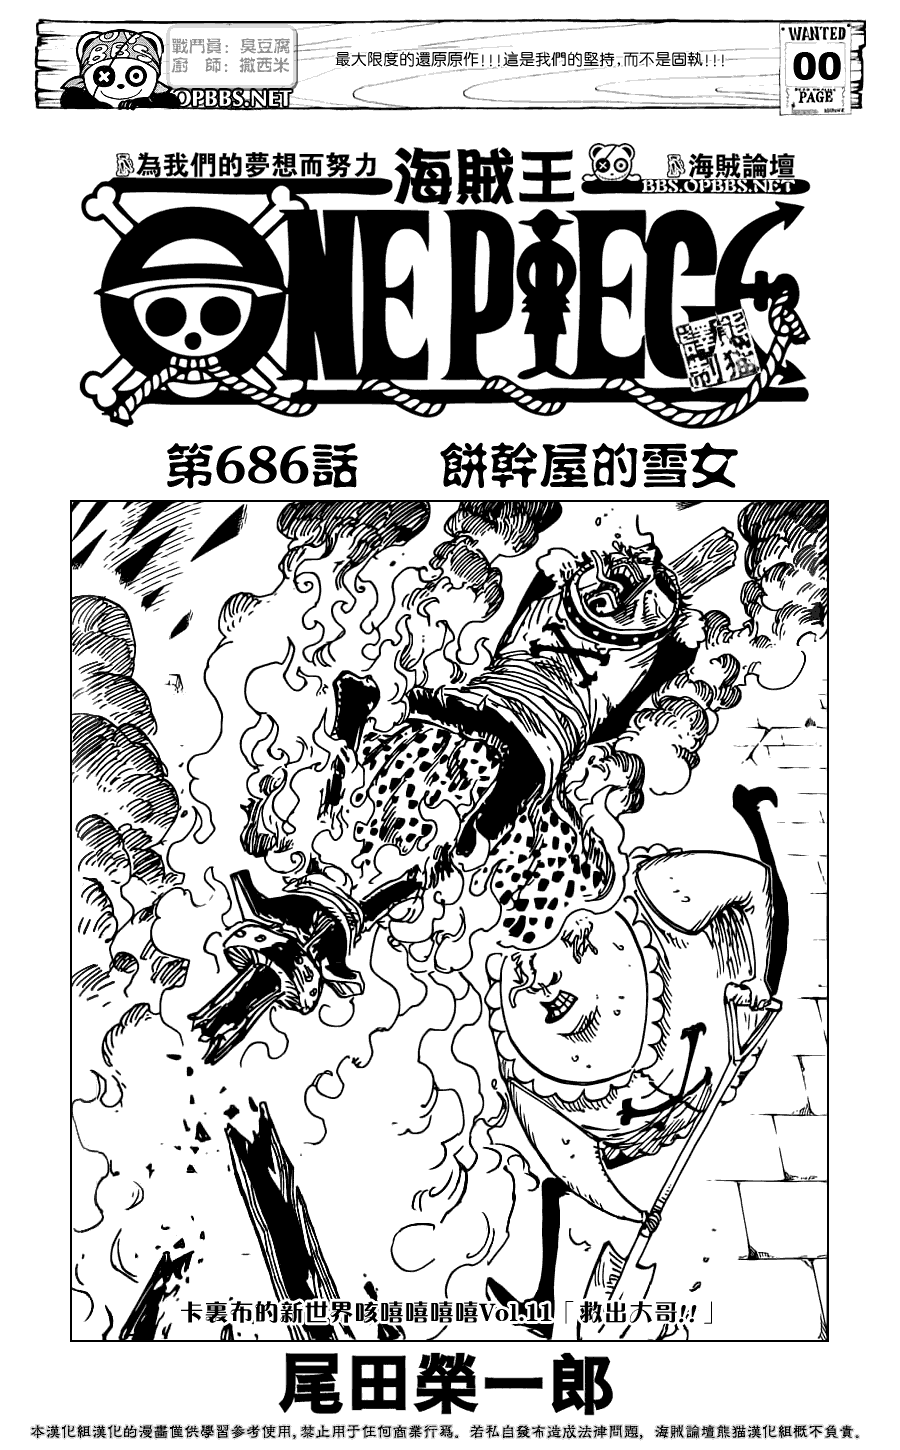 戰鬥員: 臭豆腐
廚 師: 撒西米
OPBBS.NET
最大限度的還原原作!!!這是我們的堅持,而不是固執!!!
WANTED
00
PAGE
為我們的夢想而努力
海賊王
海賊論壇
BBS.OPBBS.NET
ONE PIECE
熊猫譯制
第686話 餅幹屋的雪女
卡裏布的新世界咳嘻嘻嘻嘻Vol.11「救出大哥!!」
尾田榮一郎
本漢化組漢化的漫畫僅供學習參考使用,禁止用于任何商業行為。若私自發布造成法律問題,海賊論壇熊猫漢化組概不負責。